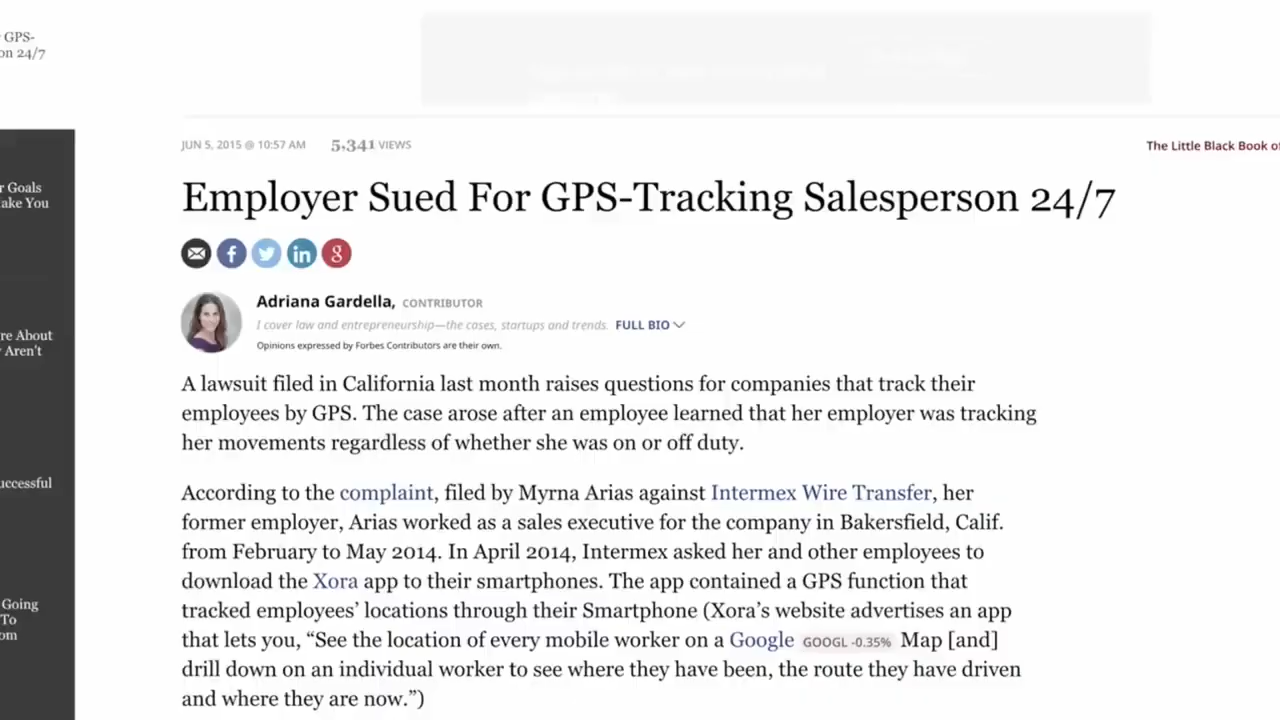 GPS-
on 24/7
r Goals
ake You
re About
Aren't
uccessful
Going
To
om
JUN 5, 2015 @ 10:57 AM 5,341 VIEWS
The Little Black Book of
Employer Sued For GPS-Tracking Salesperson 24/7
f in g
Adriana Gardella, CONTRIBUTOR
I cover law and entrepreneurship—the cases, startups and trends. FULL BIO
Opinions expressed by Forbes Contributors are their own.
A lawsuit filed in California last month raises questions for companies that track their
employees by GPS. The case arose after an employee learned that her employer was tracking
her movements regardless of whether she was on or off duty.
According to the complaint, filed by Myrna Arias against Intermex Wire Transfer, her
former employer, Arias worked as a sales executive for the company in Bakersfield, Calif.
from February to May 2014. In April 2014, Intermex asked her and other employees to
download the Xora app to their smartphones. The app contained a GPS function that
tracked employees’ locations through their Smartphone (Xora’s website advertises an app
that lets you, “See the location of every mobile worker on a Google GOOGL -0.35% Map [and]
drill down on an individual worker to see where they have been, the route they have driven
and where they are now.”)